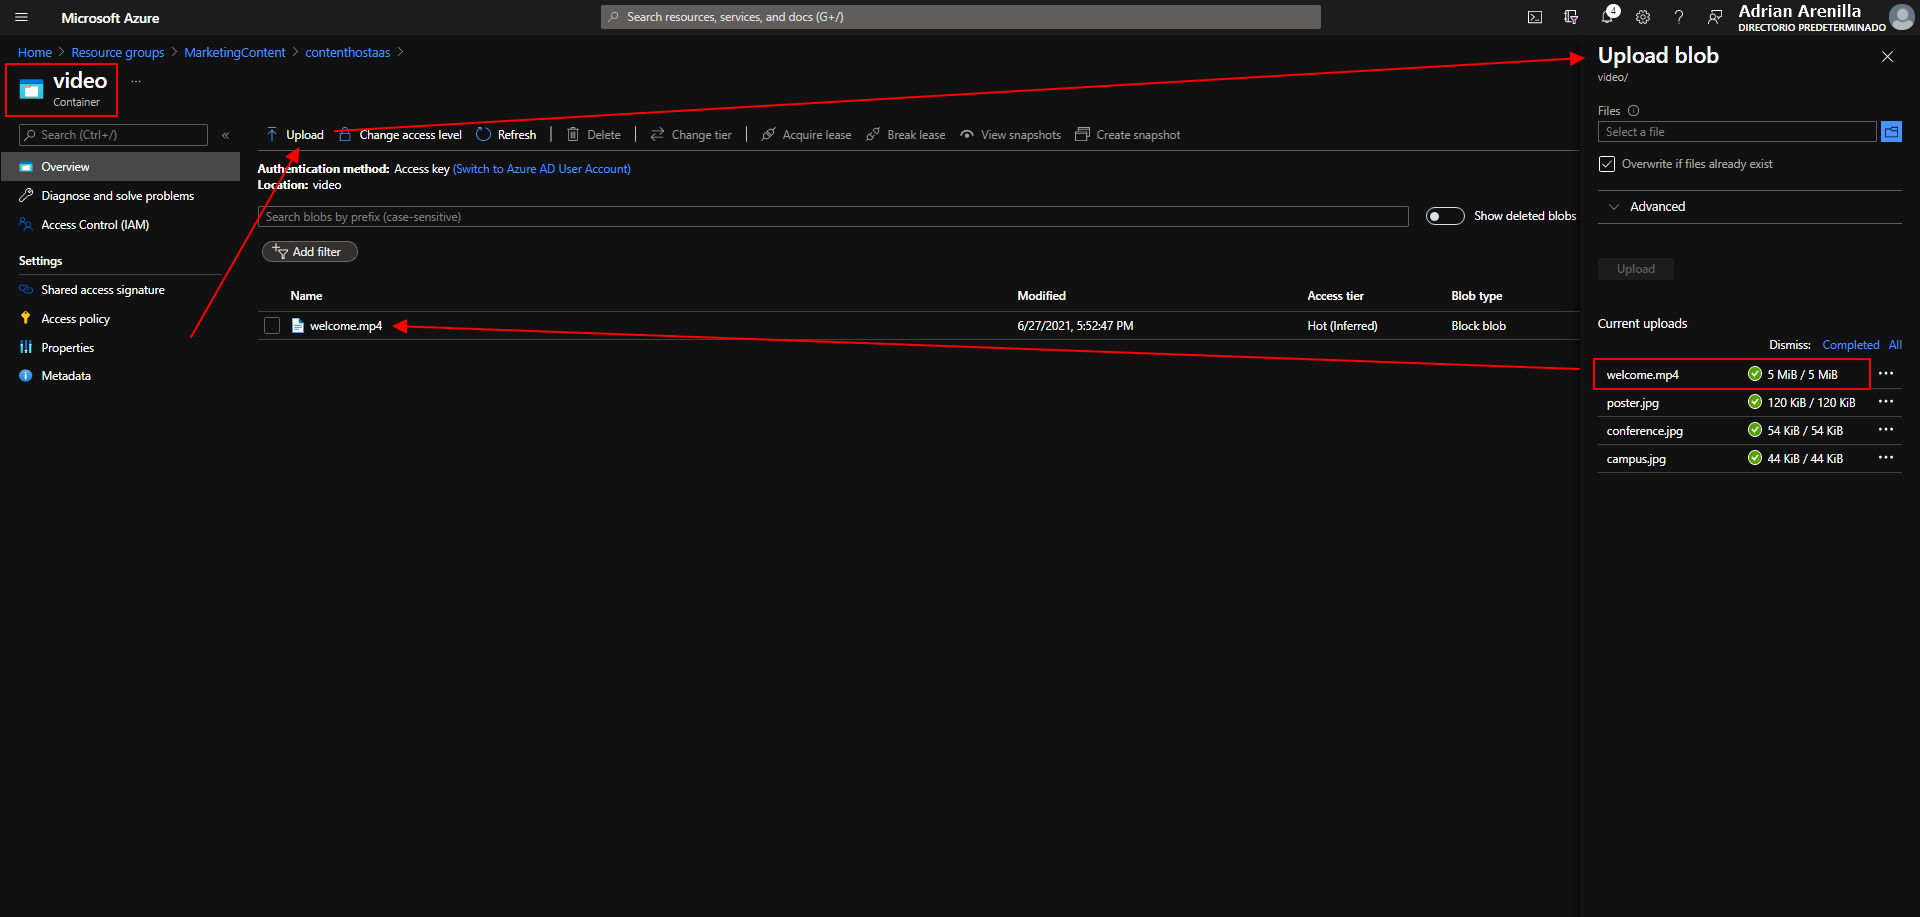 Microsoft Azure
Search resources, services, and docs (G+/)
4
Adrian Arenilla
DIRECTORIO PREDETERMINADO
Home > Resource groups > MarketingContent > contenthostaas >
video
Container
...
Search (Ctrl+/)
«
Overview
Diagnose and solve problems
Access Control (IAM)
Settings
Shared access signature
Access policy
Properties
Metadata
Upload Change access level Refresh | Delete | Change tier | Acquire lease Break lease View snapshots Create snapshot
Authentication method: Access key (Switch to Azure AD User Account)
Location: video
Search blobs by prefix (case-sensitive)
Show deleted blobs
Add filter
Name Modified Access tier Blob type
welcome.mp4 6/27/2021, 5:52:47 PM Hot (Inferred) Block blob
Upload blob
video/
Files
Select a file
Overwrite if files already exist
Advanced
Upload
Current uploads
Dismiss: Completed All
welcome.mp4 5 MiB / 5 MiB ...
poster.jpg 120 KiB / 120 KiB ...
conference.jpg 54 KiB / 54 KiB ...
campus.jpg 44 KiB / 44 KiB ...